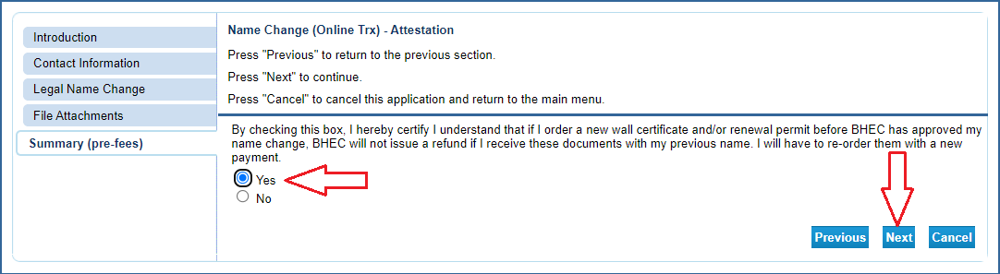 Introduction
Contact Information
Legal Name Change
File Attachments
Summary (pre-fees)
Name Change (Online Trx) - Attestation
Press "Previous" to return to the previous section.
Press "Next" to continue.
Press "Cancel" to cancel this application and return to the main menu.
By checking this box, I hereby certify I understand that if I order a new wall certificate and/or renewal permit before BHEC has approved my
name change, BHEC will not issue a refund if I receive these documents with my previous name. I will have to re-order them with a new
payment.
Yes
No
Previous Next Cancel